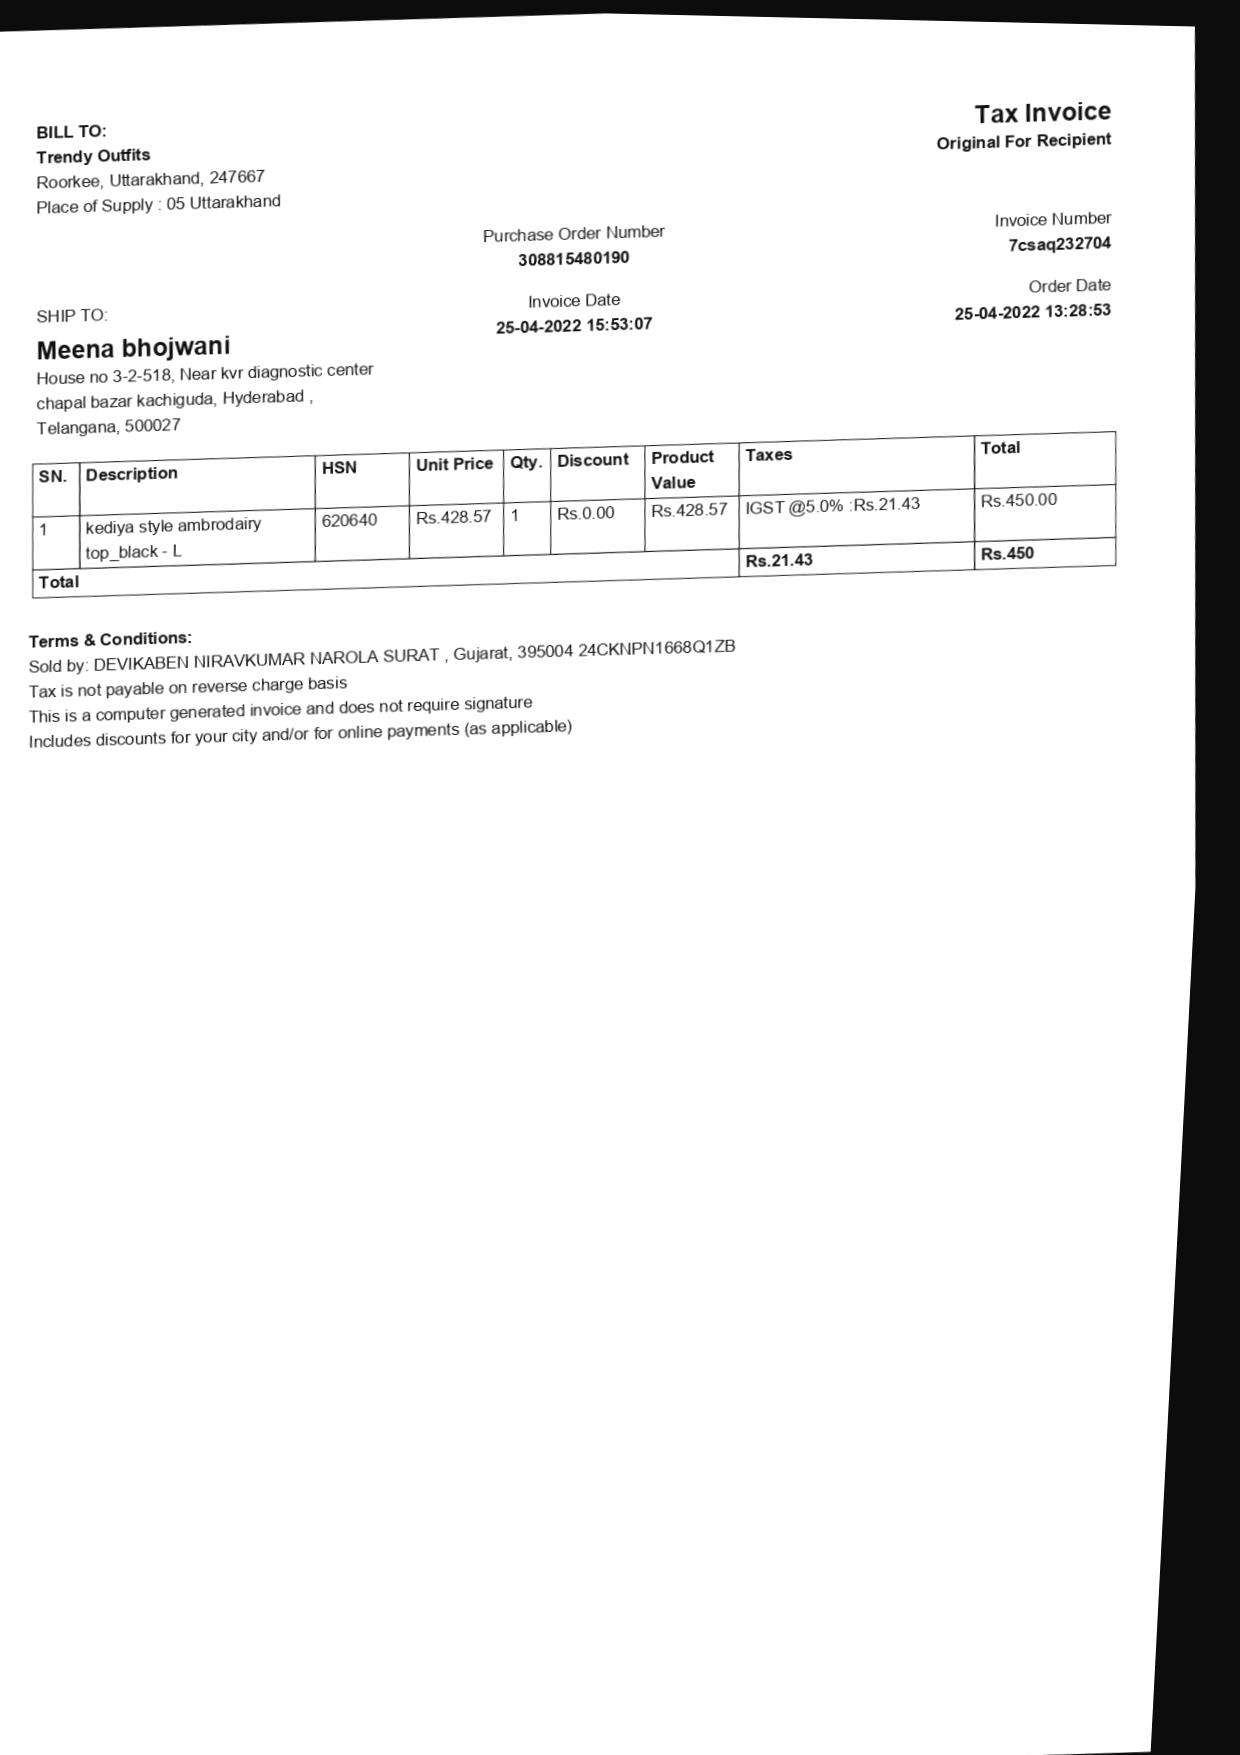 Tax Invoice
Original For Recipient
BILL TO:
Trendy Outfits
Roorkee, Uttarakhand, 247667
Place of Supply : 05 Uttarakhand
Purchase Order Number
308815480190
Invoice Number
7csaq232704
Invoice Date
25-04-2022 15:53:07
Order Date
25-04-2022 13:28:53
SHIP TO:
Meena bhojwani
House no 3-2-518, Near kvr diagnostic center
chapal bazar kachiguda, Hyderabad ,
Telangana, 500027
SN. Description HSN Unit Price Qty. Discount Product Value Taxes Total
1 kediya style ambrodairy top_black - L 620640 Rs.428.57 1 Rs.0.00 Rs.428.57 IGST @5.0% :Rs.21.43 Rs.450.00
Total Rs.21.43 Rs.450
Terms & Conditions:
Sold by: DEVIKABEN NIRAVKUMAR NAROLA SURAT , Gujarat, 395004 24CKNPN1668Q1ZB
Tax is not payable on reverse charge basis
This is a computer generated invoice and does not require signature
Includes discounts for your city and/or for online payments (as applicable)